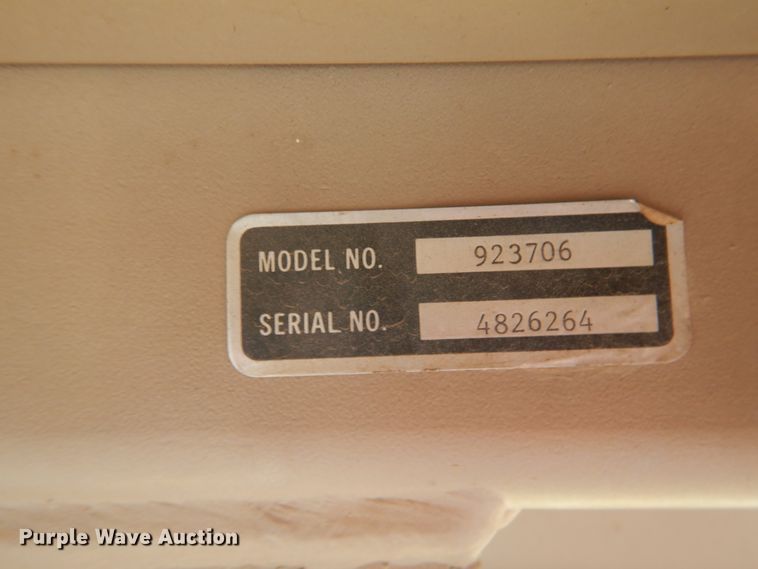 MODEL NO. 923706
SERIAL NO. 4826264
Purple Wave Auction